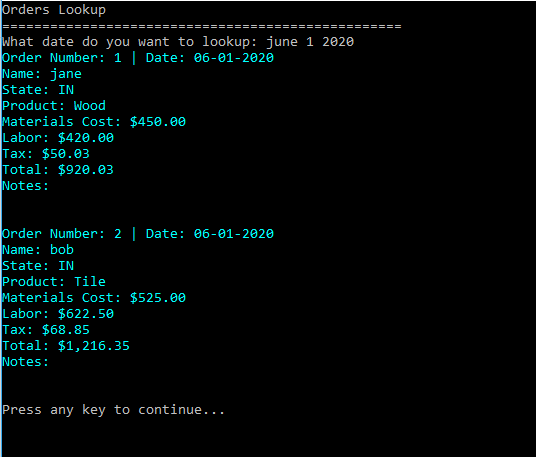 Orders Lookup
==================================================
What date do you want to lookup: june 1 2020
Order Number: 1 | Date: 06-01-2020
Name: jane
State: IN
Product: Wood
Materials Cost: $450.00
Labor: $420.00
Tax: $50.03
Total: $920.03
Notes:
Order Number: 2 | Date: 06-01-2020
Name: bob
State: IN
Product: Tile
Materials Cost: $525.00
Labor: $622.50
Tax: $68.85
Total: $1,216.35
Notes:
Press any key to continue...